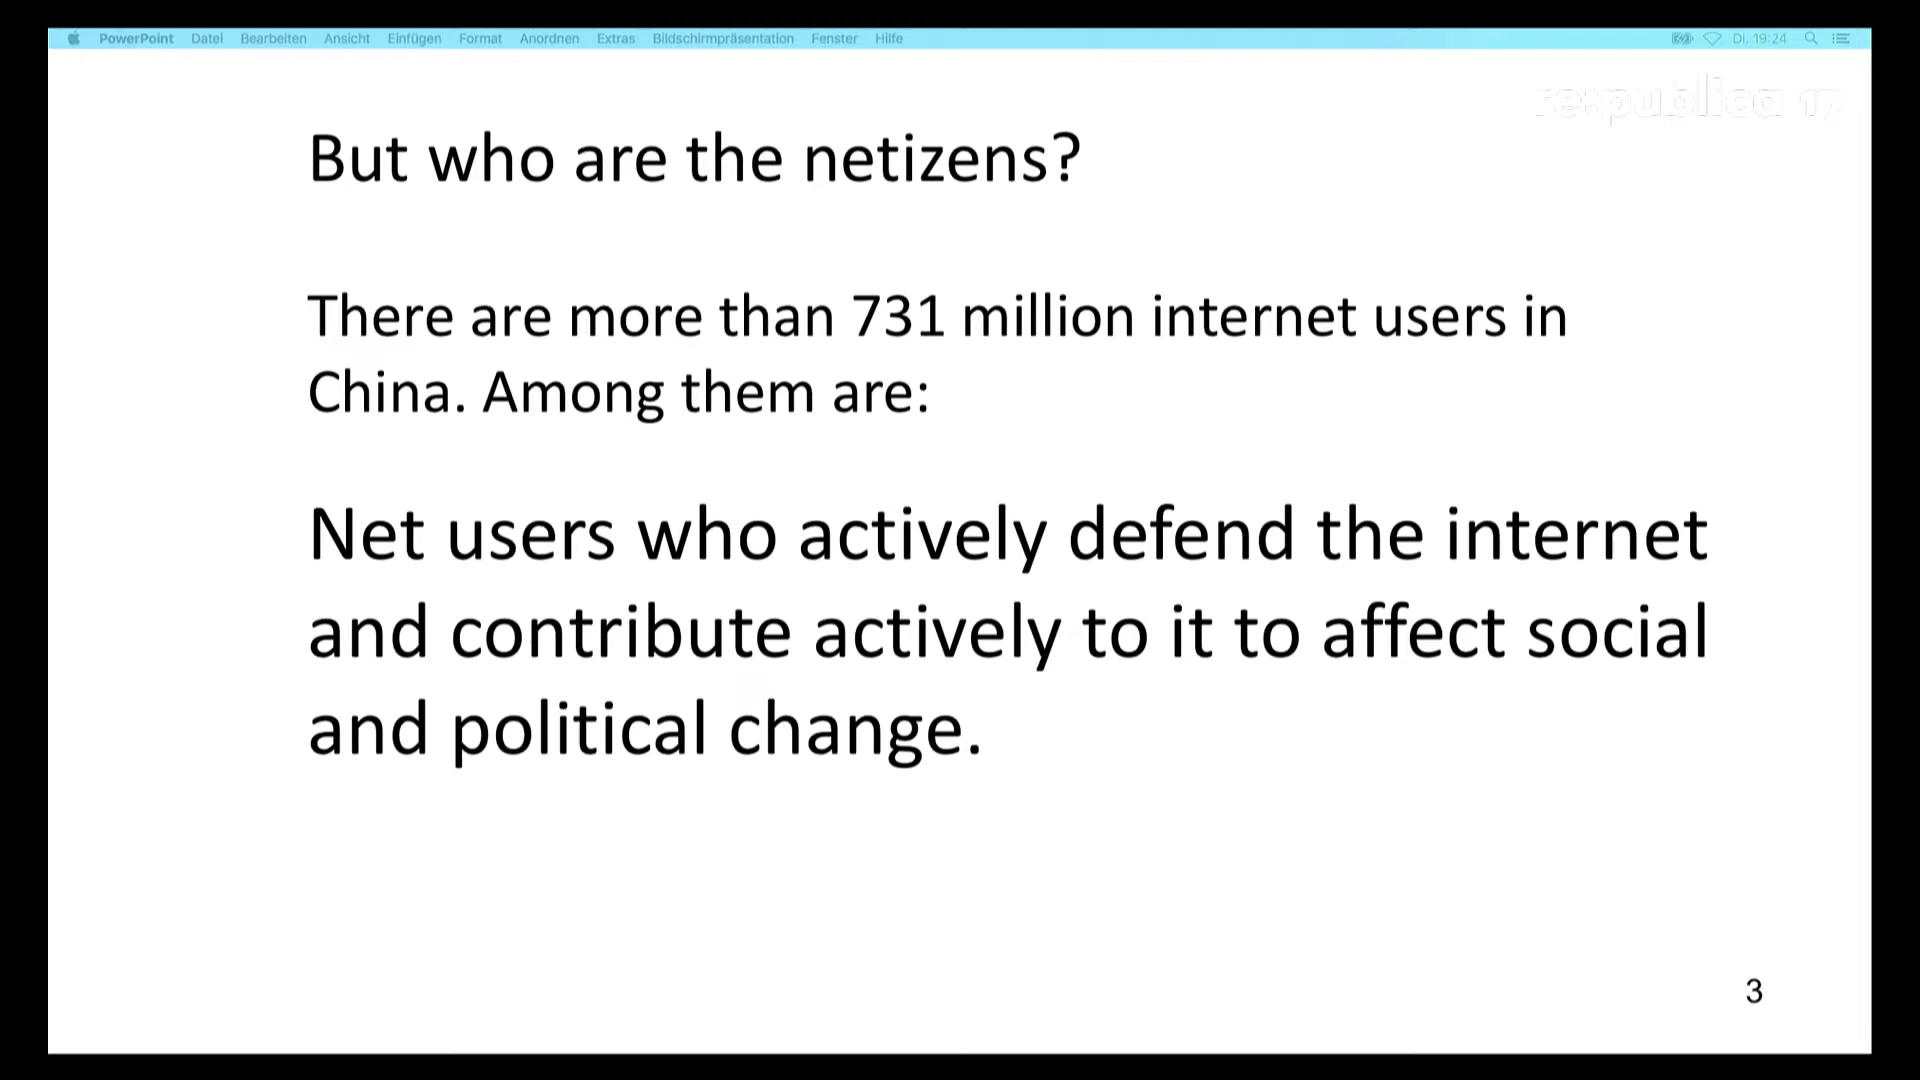 PowerPoint Datei Bearbeiten Ansicht Einfügen Format Anordnen Extras Bildschirmpräsentation Fenster Hilfe Di. 19:24
re:publica 17
But who are the netizens?
There are more than 731 million internet users in
China. Among them are:
Net users who actively defend the internet
and contribute actively to it to affect social
and political change.
3